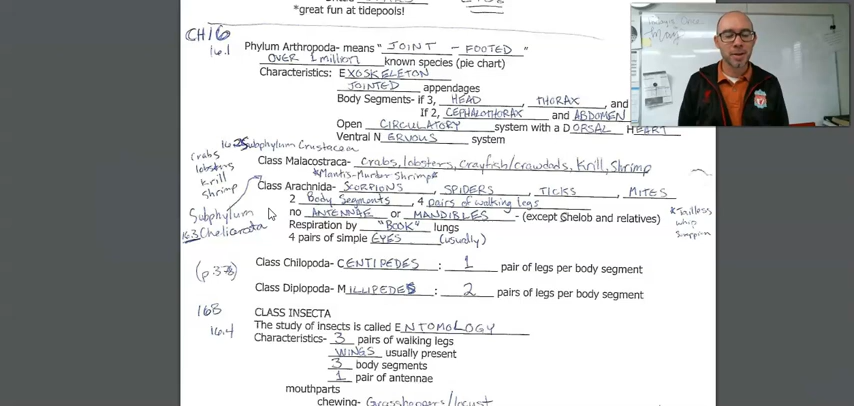 *great fun at tidepools!
CH16
16.1
Phylum Arthropoda- means "JOINT - FOOTED"
OVER 1 million known species (pie chart)
Characteristics: EXOSKELETON
JOINTED appendages
Body Segments- if 3, HEAD, THORAX, and
If 2, CEPHALOTHORAX and ABDOMEN
Open CIRCULATORY system with a DORSAL HEART
Ventral NERVOUS system
Subphylum Crustacea
Crabs
lobsters
krill
shrimp
Class Malacostraca- Crabs, lobsters, Crayfish/crawdads, Krill, Shrimp
*Mantis-Murder Shrimp*
Class Arachnida- SCORPIONS, SPIDERS, TICKS, MITES
2 Body Segments, 4 pairs of walking legs
Subphylum
16.3 Chelicerata
no ANTENNAE or MANDIBLES - (except Shelob and relatives)
*Tailless
whip
Scorpion
Respiration by "BOOK" lungs
4 pairs of simple EYES (usually)
Class Chilopoda- CENTIPEDES: 1 pair of legs per body segment
Class Diplopoda- MILLIPEDES: 2 pairs of legs per body segment
16B
16.4
CLASS INSECTA
The study of insects is called ENTOMOLOGY
Characteristics- 3 pairs of walking legs
WINGS usually present
3 body segments
1 pair of antennae
mouthparts
chewing- Grasshoppers/locust